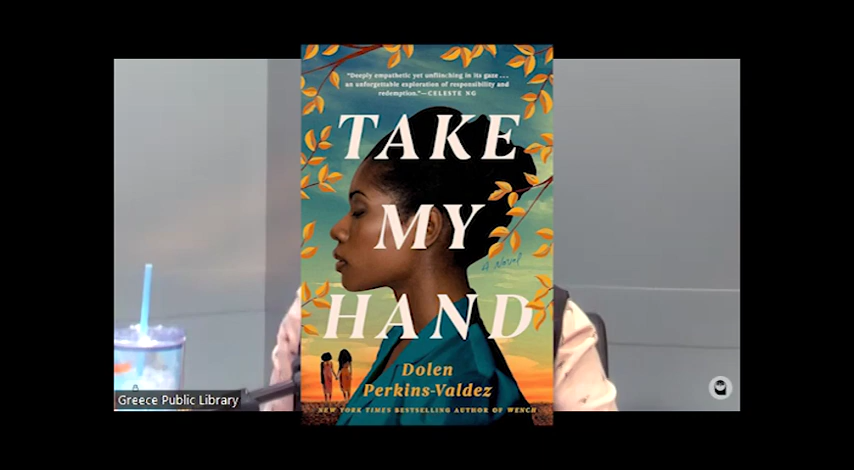 "Deeply empathetic yet unflinching in its gaze . . .
an unforgettable exploration of responsibility and
redemption."—CELESTE NG
TAKE
MY
HAND
A Novel
Dolen
Perkins-Valdez
NEW YORK TIMES BESTSELLING AUTHOR OF WENCH
Greece Public Library